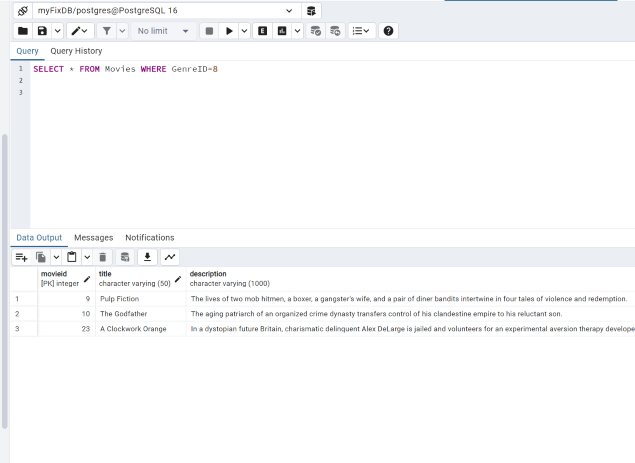 myFixDB/postgres@PostgreSQL 16
No limit
E
Query Query History
1 SELECT * FROM Movies WHERE GenreID=8
2
3
Data Output Messages Notifications
movieid title description
[PK] integer character varying (50) character varying (1000)
1 9 Pulp Fiction The lives of two mob hitmen, a boxer, a gangster's wife, and a pair of diner bandits intertwine in four tales of violence and redemption.
2 10 The Godfather The aging patriarch of an organized crime dynasty transfers control of his clandestine empire to his reluctant son.
3 23 A Clockwork Orange In a dystopian future Britain, charismatic delinquent Alex DeLarge is jailed and volunteers for an experimental aversion therapy develope